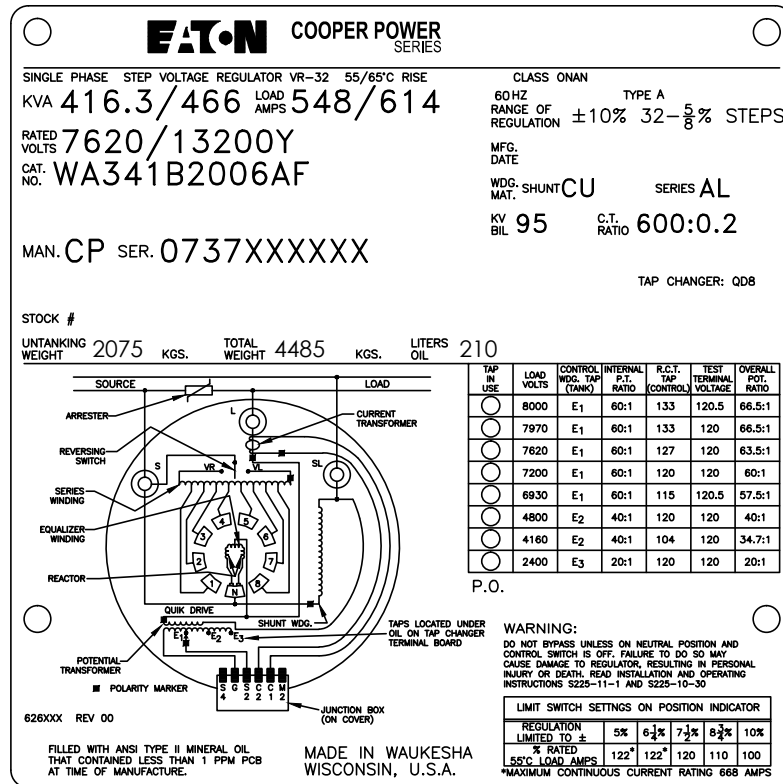 EATON COOPER POWER
SERIES
SINGLE PHASE STEP VOLTAGE REGULATOR VR-32 55/65°C RISE
KVA 416.3/466 LOAD AMPS 548/614
RATED VOLTS 7620/13200Y
CAT. NO. WA341B2006AF
CLASS ONAN
60 HZ TYPE A
RANGE OF REGULATION ±10% 32-5/8% STEPS
MFG. DATE
WDG. MAT. SHUNT CU SERIES AL
KV BIL 95 C.T. RATIO 600:0.2
MAN. CP SER. 0737XXXXXX
TAP CHANGER: QD8
STOCK #
UNTANKING WEIGHT 2075 KGS. TOTAL WEIGHT 4485 KGS. LITERS OIL 210
SOURCE LOAD
ARRESTER
L
CURRENT TRANSFORMER
REVERSING SWITCH
S
VR VL
SL
SERIES WINDING
EQUALIZER WINDING
4 5
3 6
2 7
1 8
N
REACTOR
QUIK DRIVE
SHUNT WDG.
E1 E2 E3
TAPS LOCATED UNDER
OIL ON TAP CHANGER
TERMINAL BOARD
POTENTIAL TRANSFORMER
POLARITY MARKER
S4 G S2 C2 C1 M2
JUNCTION BOX
(ON COVER)
626XXX REV 00
TAP IN USE LOAD VOLTS CONTROL WDG. TAP (TANK) INTERNAL P.T. RATIO R.C.T. TAP (CONTROL) TEST TERMINAL VOLTAGE OVERALL POT. RATIO
8000 E1 60:1 133 120.5 66.5:1
7970 E1 60:1 133 120 66.5:1
7620 E1 60:1 127 120 63.5:1
7200 E1 60:1 120 120 60:1
6930 E1 60:1 115 120.5 57.5:1
4800 E2 40:1 120 120 40:1
4160 E2 40:1 104 120 34.7:1
2400 E3 20:1 120 120 20:1
P.O.
WARNING:
DO NOT BYPASS UNLESS ON NEUTRAL POSITION AND
CONTROL SWITCH IS OFF. FAILURE TO DO SO MAY
CAUSE DAMAGE TO REGULATOR, RESULTING IN PERSONAL
INJURY OR DEATH. READ INSTALLATION AND OPERATING
INSTRUCTIONS S225-11-1 AND S225-10-30
LIMIT SWITCH SETTNGS ON POSITION INDICATOR
REGULATION LIMITED TO ± 5% 6 1/4% 7 1/2% 8 3/4% 10%
% RATED 55°C LOAD AMPS 122* 122* 120 110 100
*MAXIMUM CONTINUOUS CURRENT RATING 668 AMPS
FILLED WITH ANSI TYPE II MINERAL OIL
THAT CONTAINED LESS THAN 1 PPM PCB
AT TIME OF MANUFACTURE.
MADE IN WAUKESHA
WISCONSIN, U.S.A.